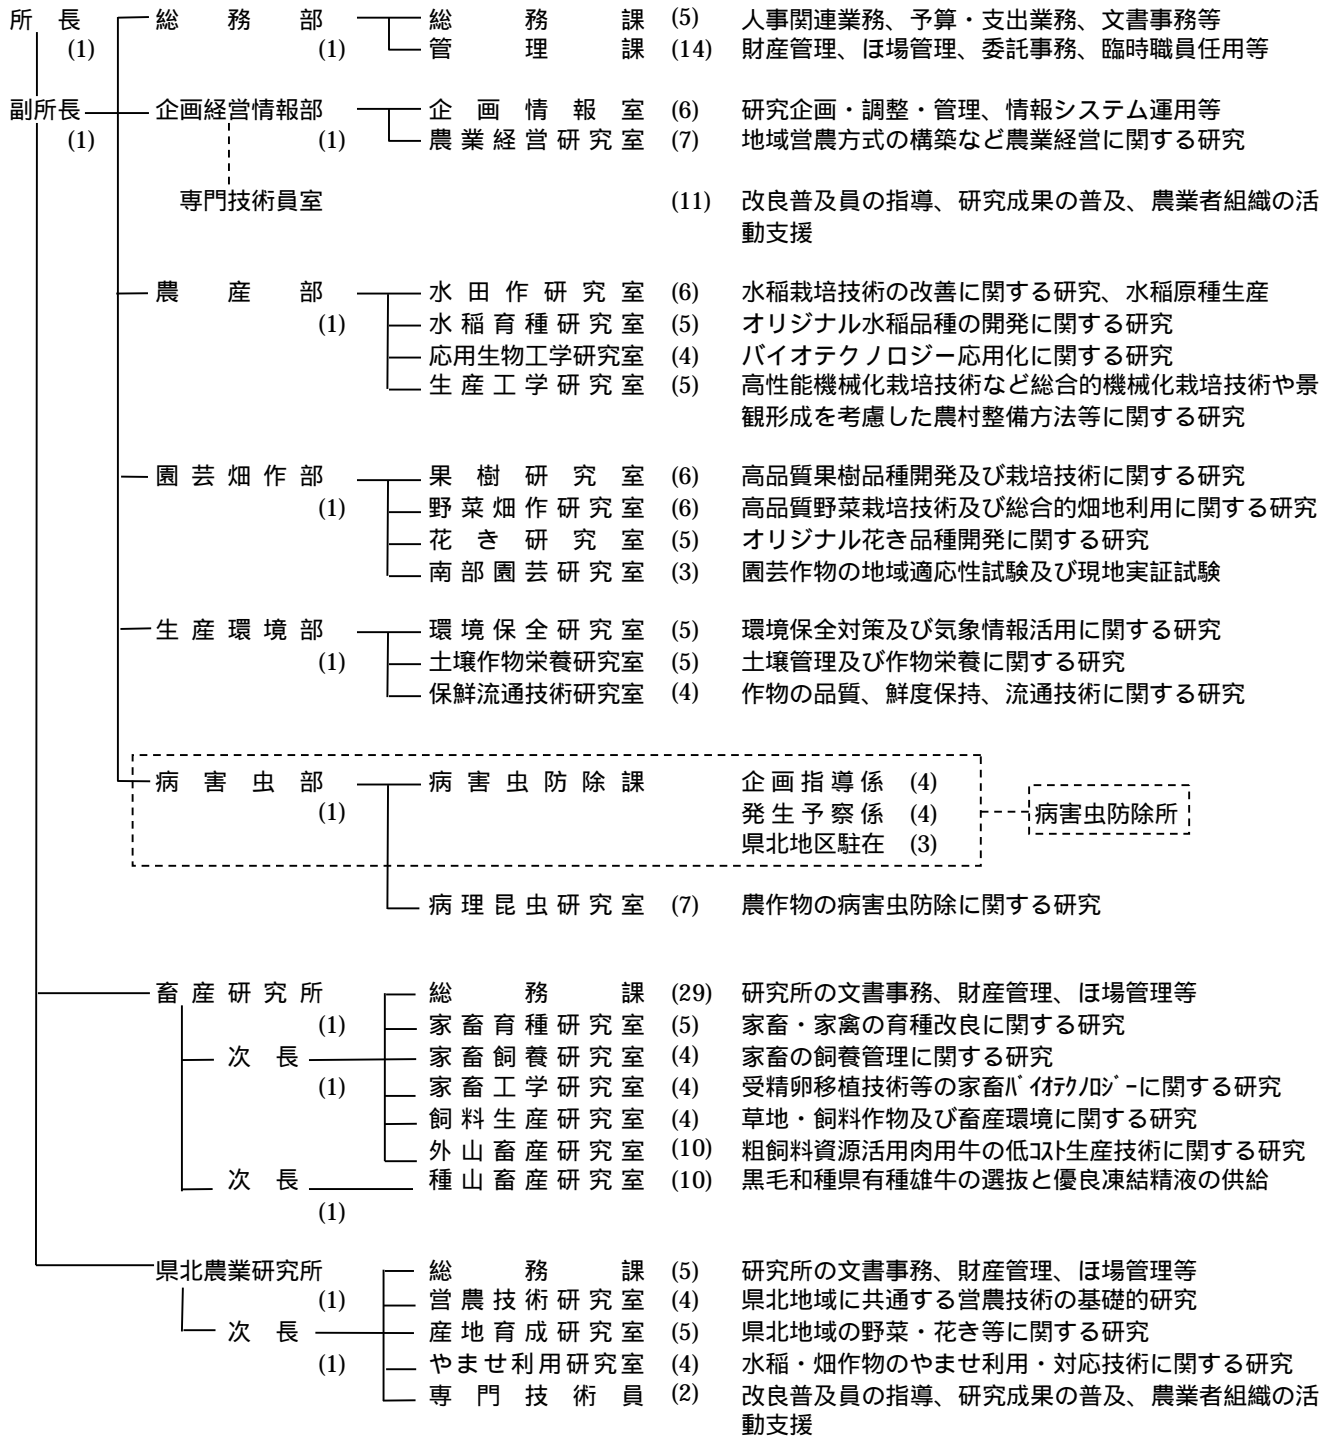 所長 総務部 総務課 (5) 人事関連業務、予算・支出業務、文書事務等
(1) (1) 管理課 (14) 財産管理、ほ場管理、委託事務、臨時職員任用等
副所長 企画経営情報部 企画情報室 (6) 研究企画・調整・管理、情報システム運用等
(1) (1) 農業経営研究室 (7) 地域営農方式の構築など農業経営に関する研究
専門技術員室 (11) 改良普及員の指導、研究成果の普及、農業者組織の活
動支援
農産部 水田作研究室 (6) 水稲栽培技術の改善に関する研究、水稲原種生産
(1) 水稲育種研究室 (5) オリジナル水稲品種の開発に関する研究
応用生物工学研究室 (4) バイオテクノロジー応用化に関する研究
生産工学研究室 (5) 高性能機械化栽培技術など総合的機械化栽培技術や景
観形成を考慮した農村整備方法等に関する研究
園芸畑作部 果樹研究室 (6) 高品質果樹品種開発及び栽培技術に関する研究
(1) 野菜畑作研究室 (6) 高品質野菜栽培技術及び総合的畑地利用に関する研究
花き研究室 (5) オリジナル花き品種開発に関する研究
南部園芸研究室 (3) 園芸作物の地域適応性試験及び現地実証試験
生産環境部 環境保全研究室 (5) 環境保全対策及び気象情報活用に関する研究
(1) 土壌作物栄養研究室 (5) 土壌管理及び作物栄養に関する研究
保鮮流通技術研究室 (4) 作物の品質、鮮度保持、流通技術に関する研究
病害虫部 病害虫防除課 企画指導係 (4)
(1) 発生予察係 (4) 病害虫防除所
県北地区駐在 (3)
病理昆虫研究室 (7) 農作物の病害虫防除に関する研究
畜産研究所 総務課 (29) 研究所の文書事務、財産管理、ほ場管理等
(1) 家畜育種研究室 (5) 家畜・家禽の育種改良に関する研究
次長 家畜飼養研究室 (4) 家畜の飼養管理に関する研究
(1) 家畜工学研究室 (4) 受精卵移植技術等の家畜ﾊﾞｲｵﾃｸﾉﾛｼﾞｰに関する研究
飼料生産研究室 (4) 草地・飼料作物及び畜産環境に関する研究
外山畜産研究室 (10) 粗飼料資源活用肉用牛の低ｺｽﾄ生産技術に関する研究
次長 種山畜産研究室 (10) 黒毛和種県有種雄牛の選抜と優良凍結精液の供給
(1)
県北農業研究所 総務課 (5) 研究所の文書事務、財産管理、ほ場管理等
(1) 営農技術研究室 (4) 県北地域に共通する営農技術の基礎的研究
次長 産地育成研究室 (5) 県北地域の野菜・花き等に関する研究
(1) やませ利用研究室 (4) 水稲・畑作物のやませ利用・対応技術に関する研究
専門技術員 (2) 改良普及員の指導、研究成果の普及、農業者組織の活
動支援